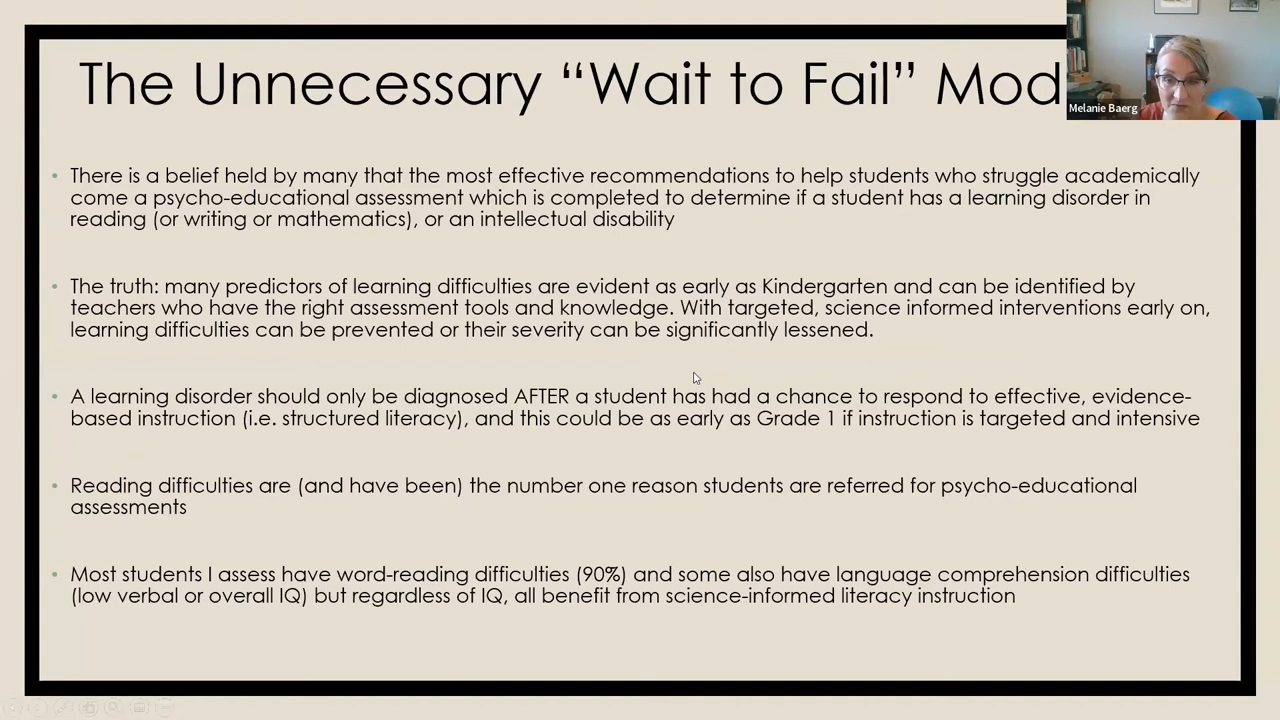 The Unnecessary “Wait to Fail” Mod
Melanie Baerg
• There is a belief held by many that the most effective recommendations to help students who struggle academically
come a psycho-educational assessment which is completed to determine if a student has a learning disorder in
reading (or writing or mathematics), or an intellectual disability
• The truth: many predictors of learning difficulties are evident as early as Kindergarten and can be identified by
teachers who have the right assessment tools and knowledge. With targeted, science informed interventions early on,
learning difficulties can be prevented or their severity can be significantly lessened.
• A learning disorder should only be diagnosed AFTER a student has had a chance to respond to effective, evidence-
based instruction (i.e. structured literacy), and this could be as early as Grade 1 if instruction is targeted and intensive
• Reading difficulties are (and have been) the number one reason students are referred for psycho-educational
assessments
• Most students I assess have word-reading difficulties (90%) and some also have language comprehension difficulties
(low verbal or overall IQ) but regardless of IQ, all benefit from science-informed literacy instruction